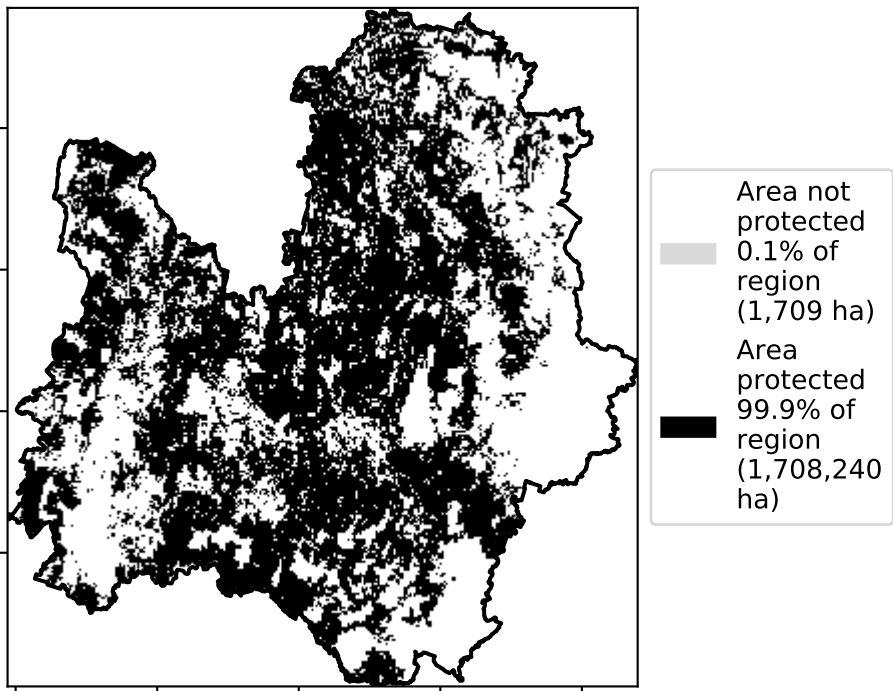 Area not
protected
0.1% of
region
(1,709 ha)
Area
protected
99.9% of
region
(1,708,240
ha)